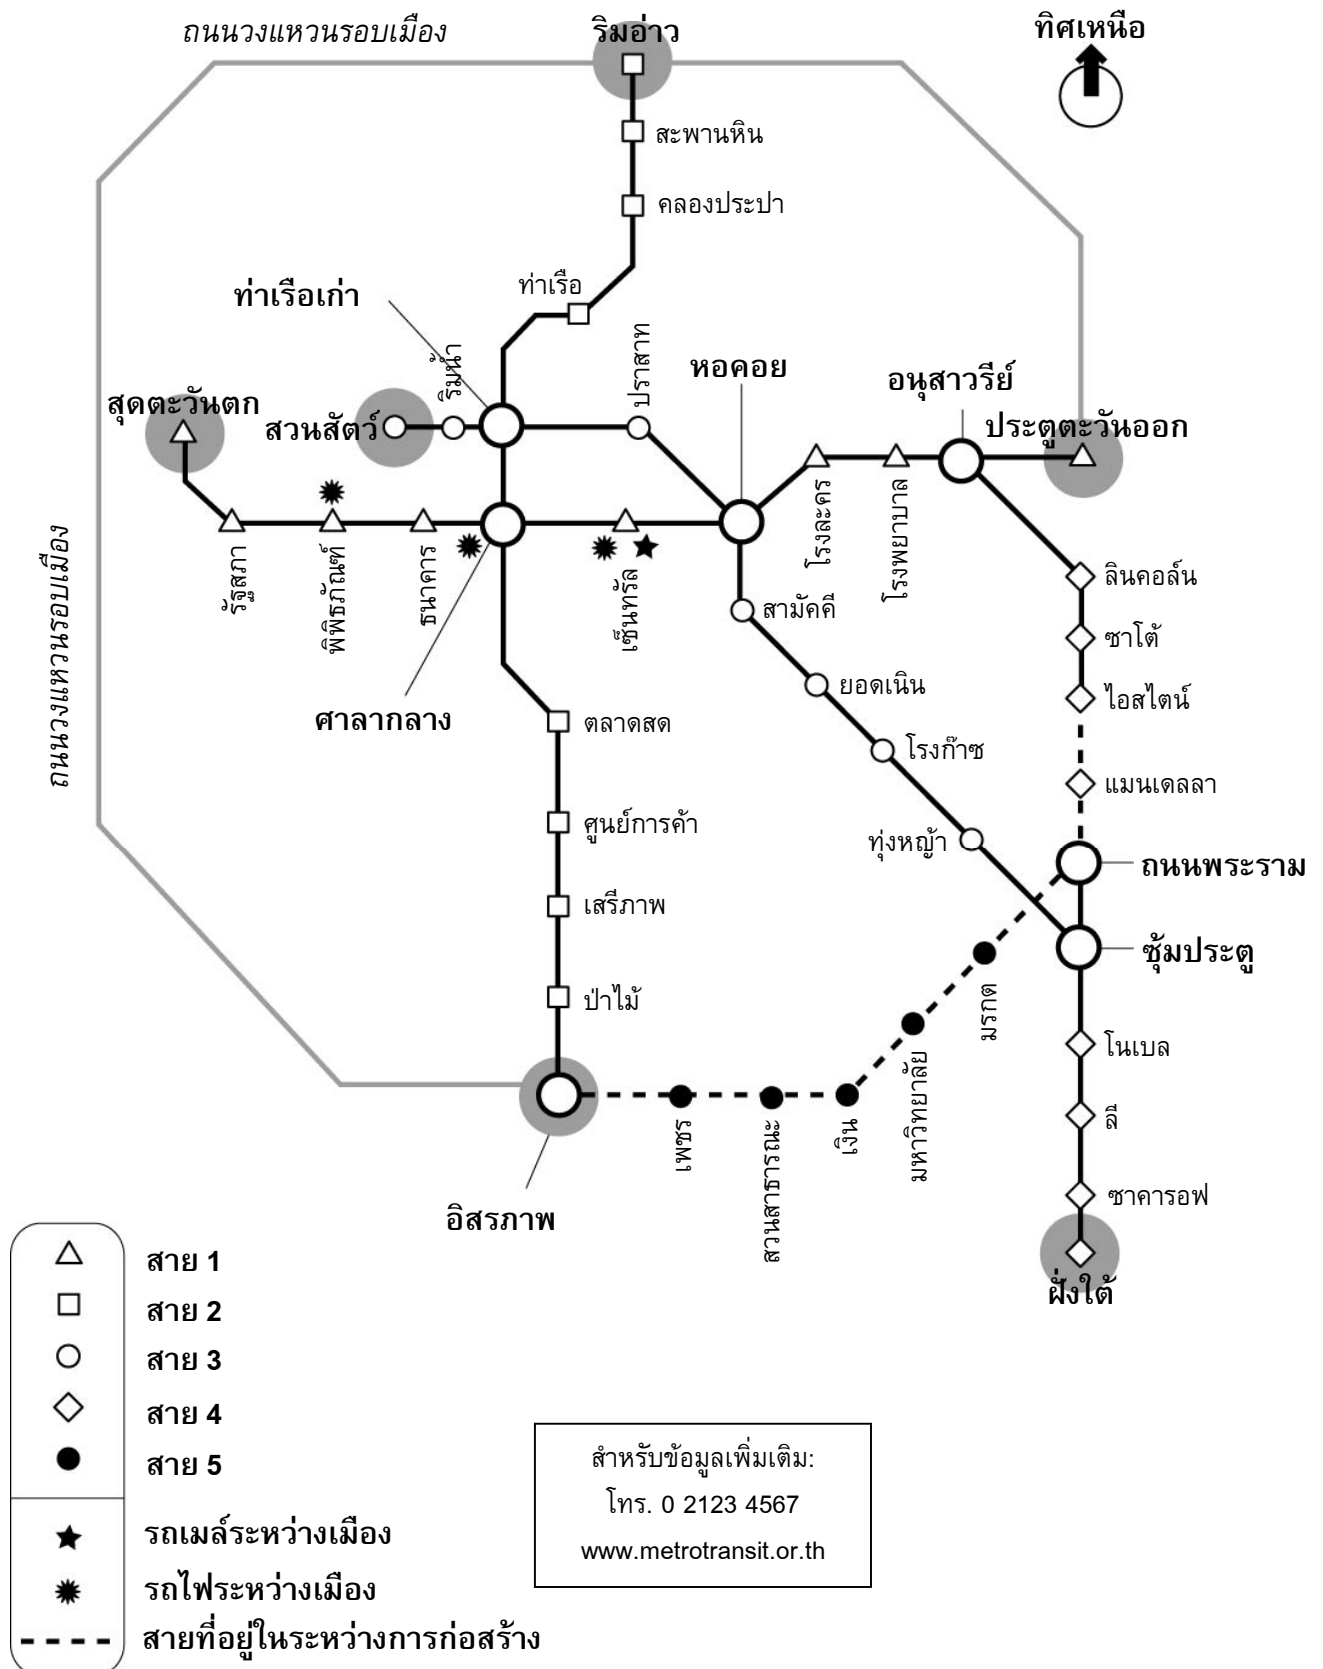 ถนนวงแหวนรอบเมือง
ริมอ่าว
ทิศเหนือ
สะพานหิน
คลองประปา
ท่าเรือ
ท่าเรือเก่า
ริมน้ำ
ปราสาท
หอคอย
อนุสาวรีย์
สุดตะวันตก
สวนสัตว์
ประตูตะวันออก
รัฐสภา
พิพิธภัณฑ์
ธนาคาร
เซ็นทรัล
โรงละคร
โรงพยาบาล
ถนนวงแหวนรอบเมือง
ศาลากลาง
ลินคอล์น
สามัคคี
ซาโต้
ยอดเนิน
ไอสไตน์
ตลาดสด
โรงก๊าซ
แมนเดลลา
ศูนย์การค้า
ทุ่งหญ้า
ถนนพระราม
เสรีภาพ
ซุ้มประตู
ป่าไม้
มรกต
โนเบล
มหาวิทยาลัย
ลี
เพชร
สวนสาธารณะ
เงิน
ซาคารอฟ
อิสรภาพ
ฝั่งใต้
สาย 1
สาย 2
สาย 3
สาย 4
สาย 5
รถเมล์ระหว่างเมือง
รถไฟระหว่างเมือง
สายที่อยู่ในระหว่างการก่อสร้าง
สำหรับข้อมูลเพิ่มเติม:
โทร. 0 2123 4567
www.metrotransit.or.th